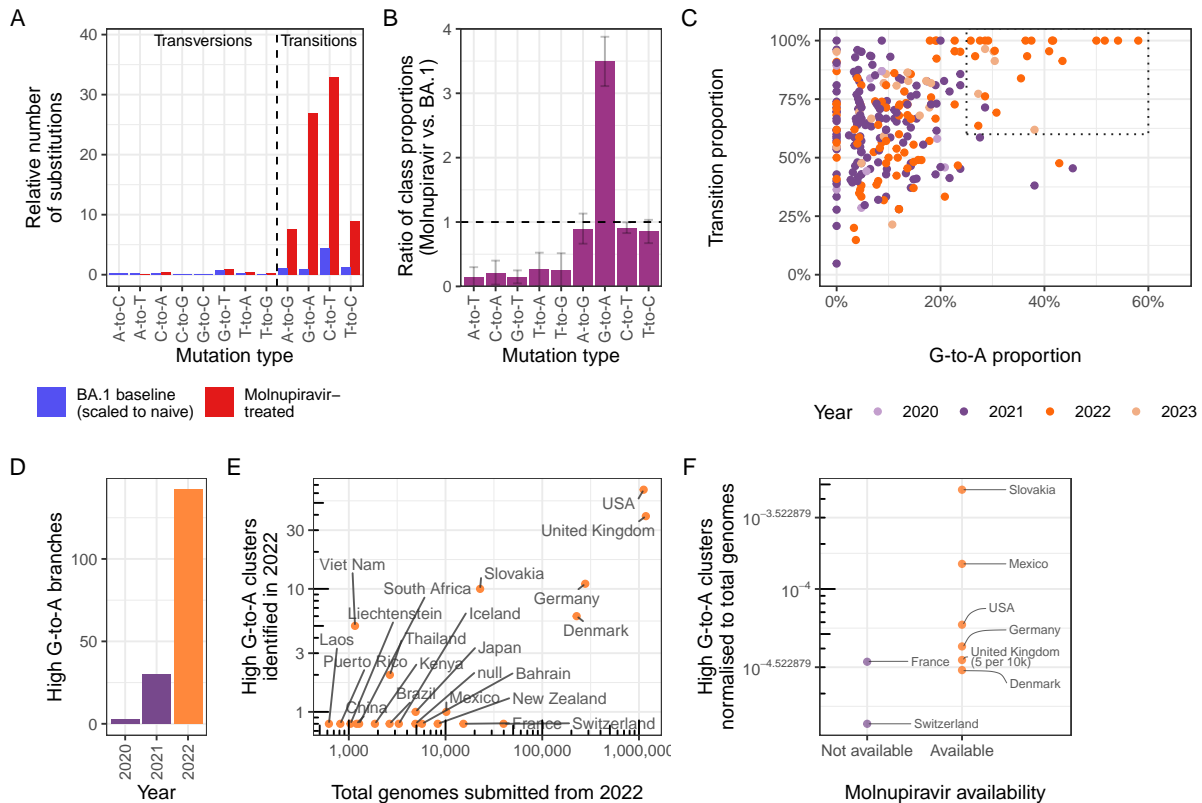 A
40
30
20
10
0
Relative number
of substitutions
Transversions
Transitions
A-to-C
A-to-T
C-to-A
C-to-G
G-to-C
G-to-T
T-to-A
T-to-G
A-to-G
G-to-A
C-to-T
T-to-C
Mutation type
BA.1 baseline
(scaled to naive)
Molnupiravir−
treated
B
4
3
2
1
0
Ratio of class proportions
(Molnupiravir vs. BA.1)
A-to-T
C-to-A
G-to-T
T-to-A
T-to-G
A-to-G
G-to-A
C-to-T
T-to-C
Mutation type
C
100%
75%
50%
25%
0%
Transition proportion
0%
20%
40%
60%
G-to-A proportion
Year
2020
2021
2022
2023
D
100
50
0
High G-to-A branches
2020
2021
2022
Year
E
30
10
3
1
High G-to-A clusters
identified in 2022
USA
United Kingdom
Viet Nam
South Africa
Slovakia
Germany
Denmark
Liechtenstein
Iceland
Laos
Thailand
Japan
Puerto Rico
Kenya
null
Bahrain
China
Brazil
Mexico
New Zealand
France
Switzerland
1,000
10,000
100,000
1,000,000
Total genomes submitted from 2022
F
10−3.522879
10−4
10−4.522879
High G-to-A clusters
normalised to total genomes
Slovakia
Mexico
USA
Germany
United Kingdom
(5 per 10k)
Denmark
France
Switzerland
Not available
Available
Molnupiravir availability